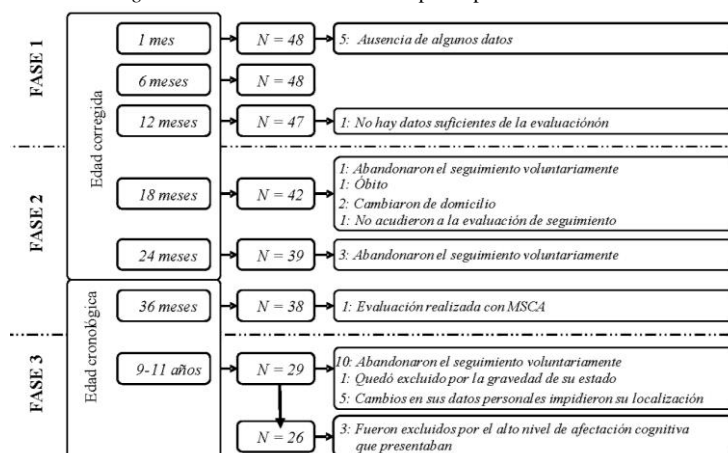 FASE 1
Edad corregida
1 mes
N = 48
5: Ausencia de algunos datos
6 meses
N = 48
12 meses
N = 47
1: No hay datos suficientes de la evaluaciónón
FASE 2
18 meses
N = 42
1: Abandonaron el seguimiento voluntariamente
1: Óbito
2: Cambiaron de domicilio
1: No acudieron a la evaluación de seguimiento
24 meses
N = 39
3: Abandonaron el seguimiento voluntariamente
Edad cronológica
36 meses
N = 38
1: Evaluación realizada con MSCA
FASE 3
9-11 años
N = 29
10: Abandonaron el seguimiento voluntariamente
1: Quedó excluido por la gravedad de su estado
5: Cambios en sus datos personales impidieron su localización
N = 26
3: Fueron excluidos por el alto nivel de afectación cognitiva
que presentaban